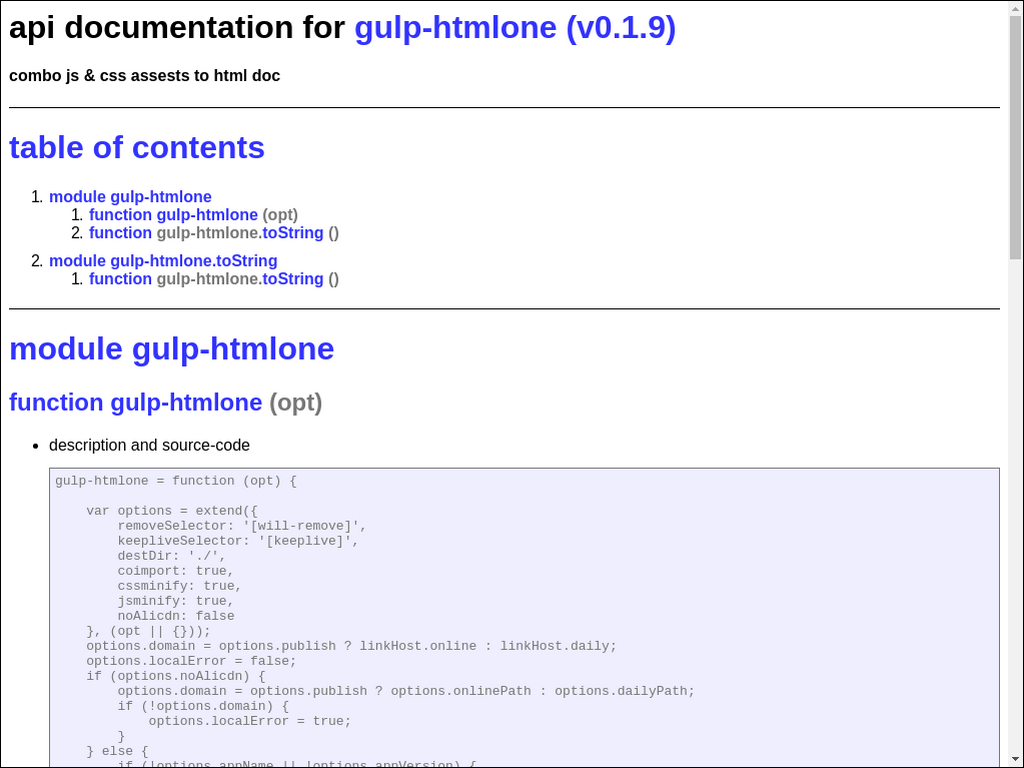 api documentation for gulp-htmlone (v0.1.9)
combo js & css assests to html doc
table of contents
1. module gulp-htmlone
1. function gulp-htmlone (opt)
2. function gulp-htmlone.toString ()
2. module gulp-htmlone.toString
1. function gulp-htmlone.toString ()
module gulp-htmlone
function gulp-htmlone (opt)
• description and source-code
gulp-htmlone = function (opt) {
    var options = extend({
        removeSelector: '[will-remove]',
        keepliveSelector: '[keeplive]',
        destDir: './',
        coimport: true,
        cssminify: true,
        jsminify: true,
        noAlicdn: false
    }, (opt || {}));
    options.domain = options.publish ? linkHost.online : linkHost.daily;
    options.localError = false;
    if (options.noAlicdn) {
        options.domain = options.publish ? options.onlinePath : options.dailyPath;
        if (!options.domain) {
            options.localError = true;
        }
    } else {
        if (!options.appName || !options.appVersion) {